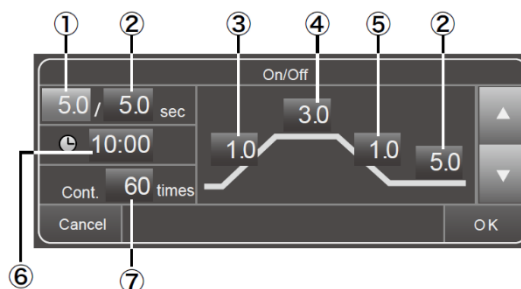 ① ② ③ ④ ⑤ ②
On/Off
5.0 / 5.0 sec
3.0
10:00
1.0 1.0 5.0
Cont. 60 times
Cancel OK
⑥ ⑦